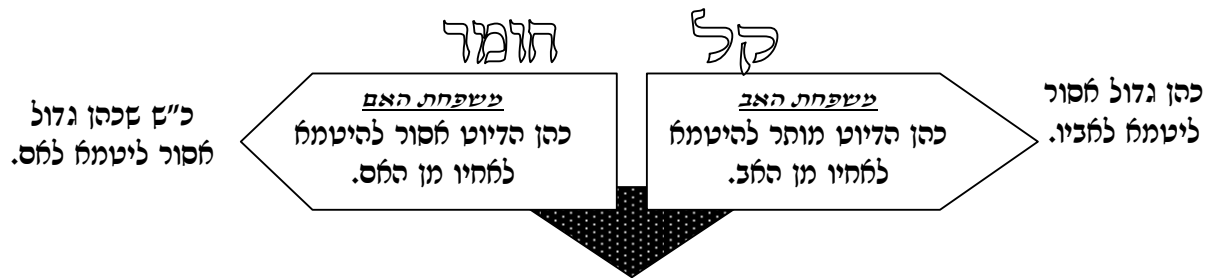 קל חומר
כהן גדול אסור
ליטמא לאביו.
משפחת האב
כהן הדיוט מותר להיטמא
לאחיו מן האב.
משפחת האם
כהן הדיוט אסור להיטמא
לאחיו מן האם.
כ"ש שכהן גדול
אסור ליטמא לאם.